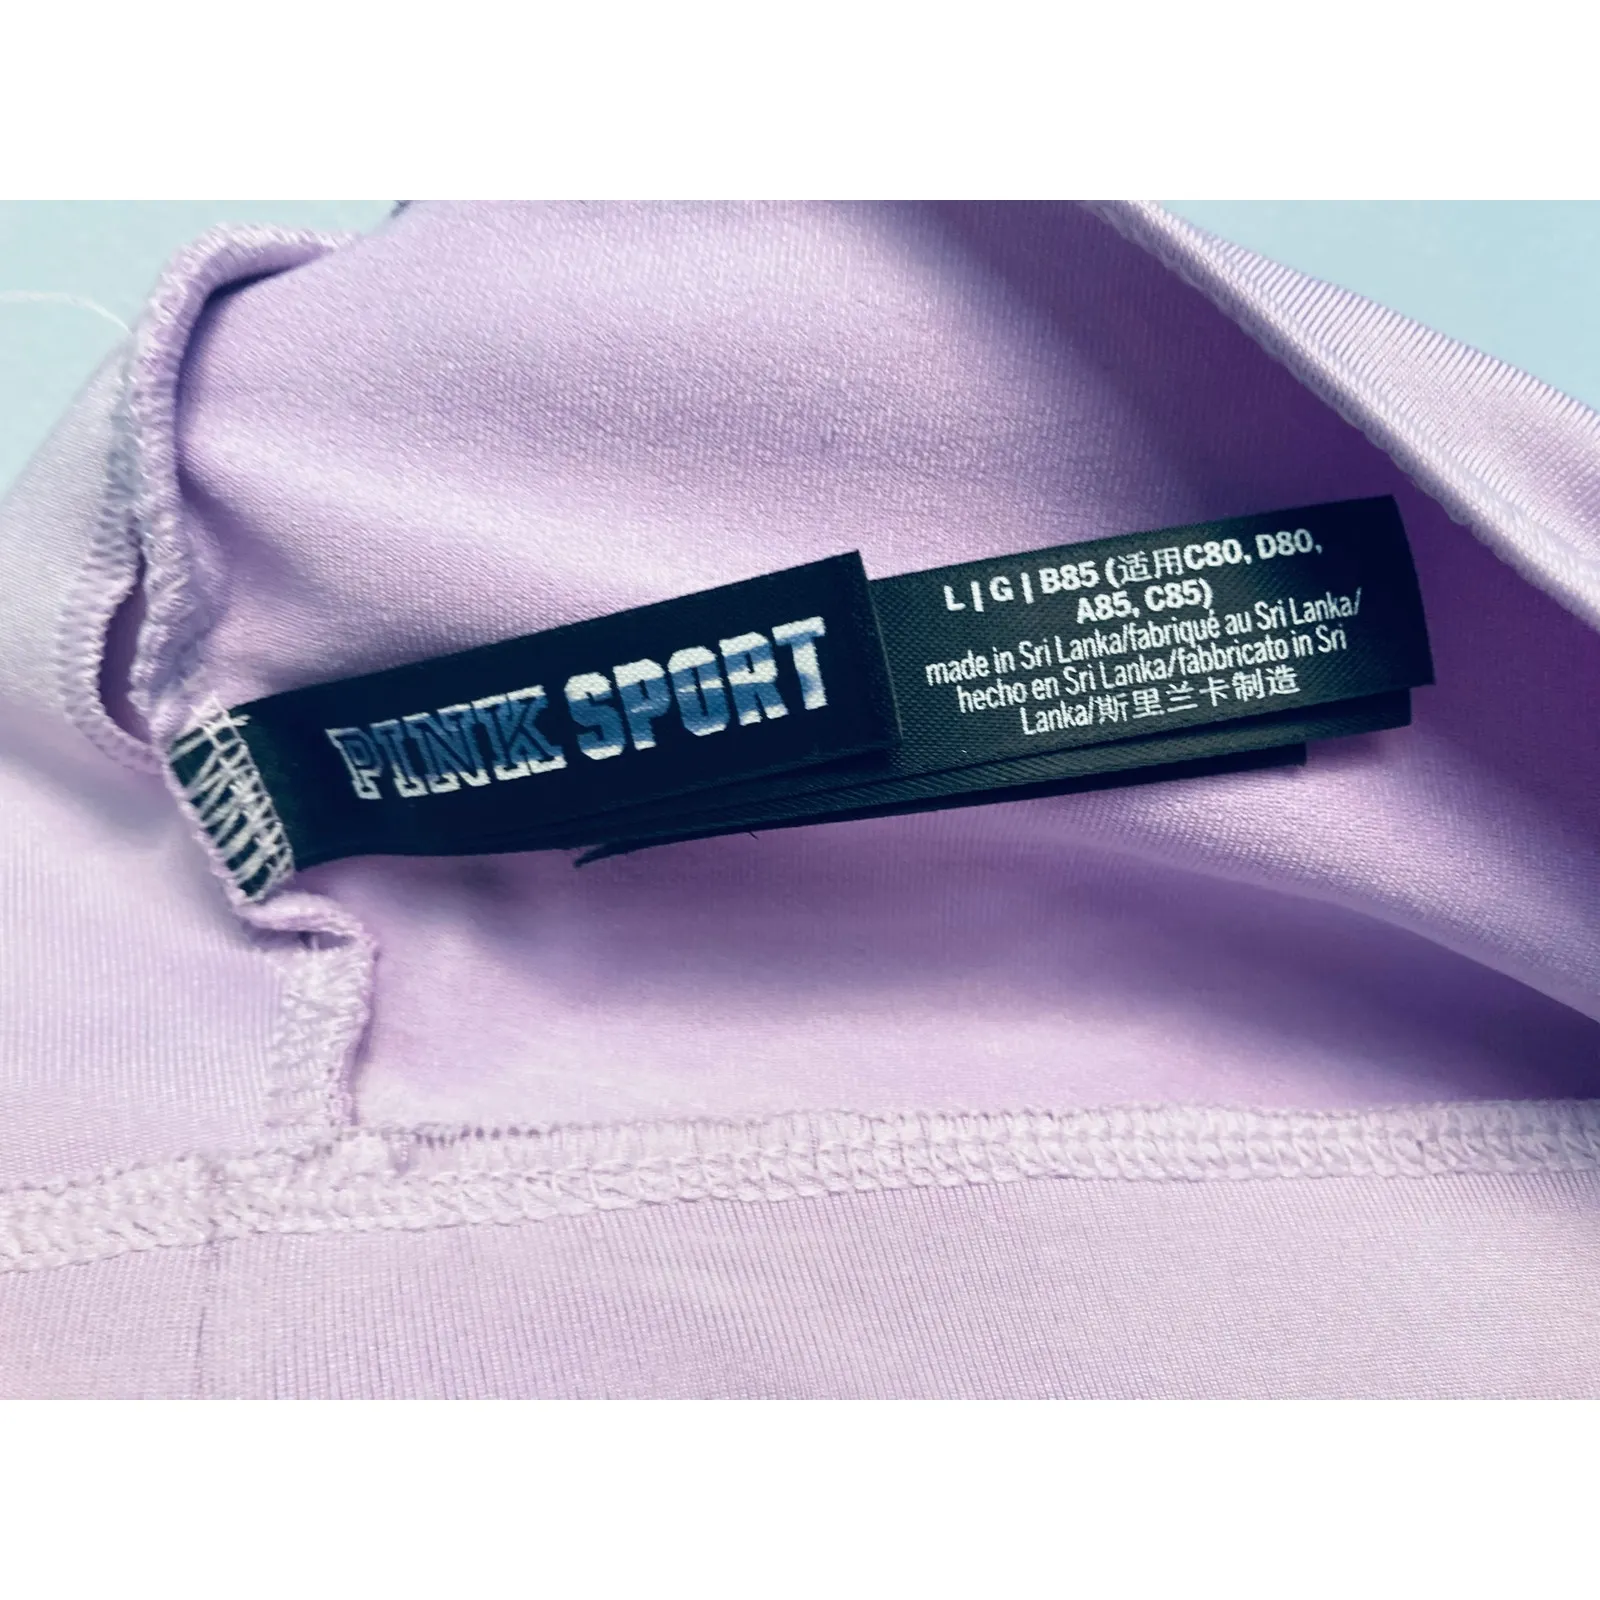 PINK SPORT
L | G | B85 (适用C80, D80,
A85, C85)
made in Sri Lanka/fabriqué au Sri Lanka/
hecho en Sri Lanka/fabbricato in Sri
Lanka/斯里兰卡制造